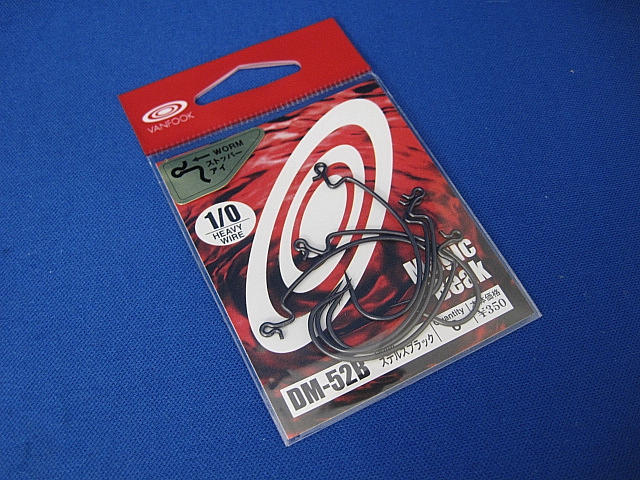 VANFOOK
WORM
ストッパー
アイ
1/0
HEAVY
WIRE
Quantity
¥350
DM-52B
ステルスブラック